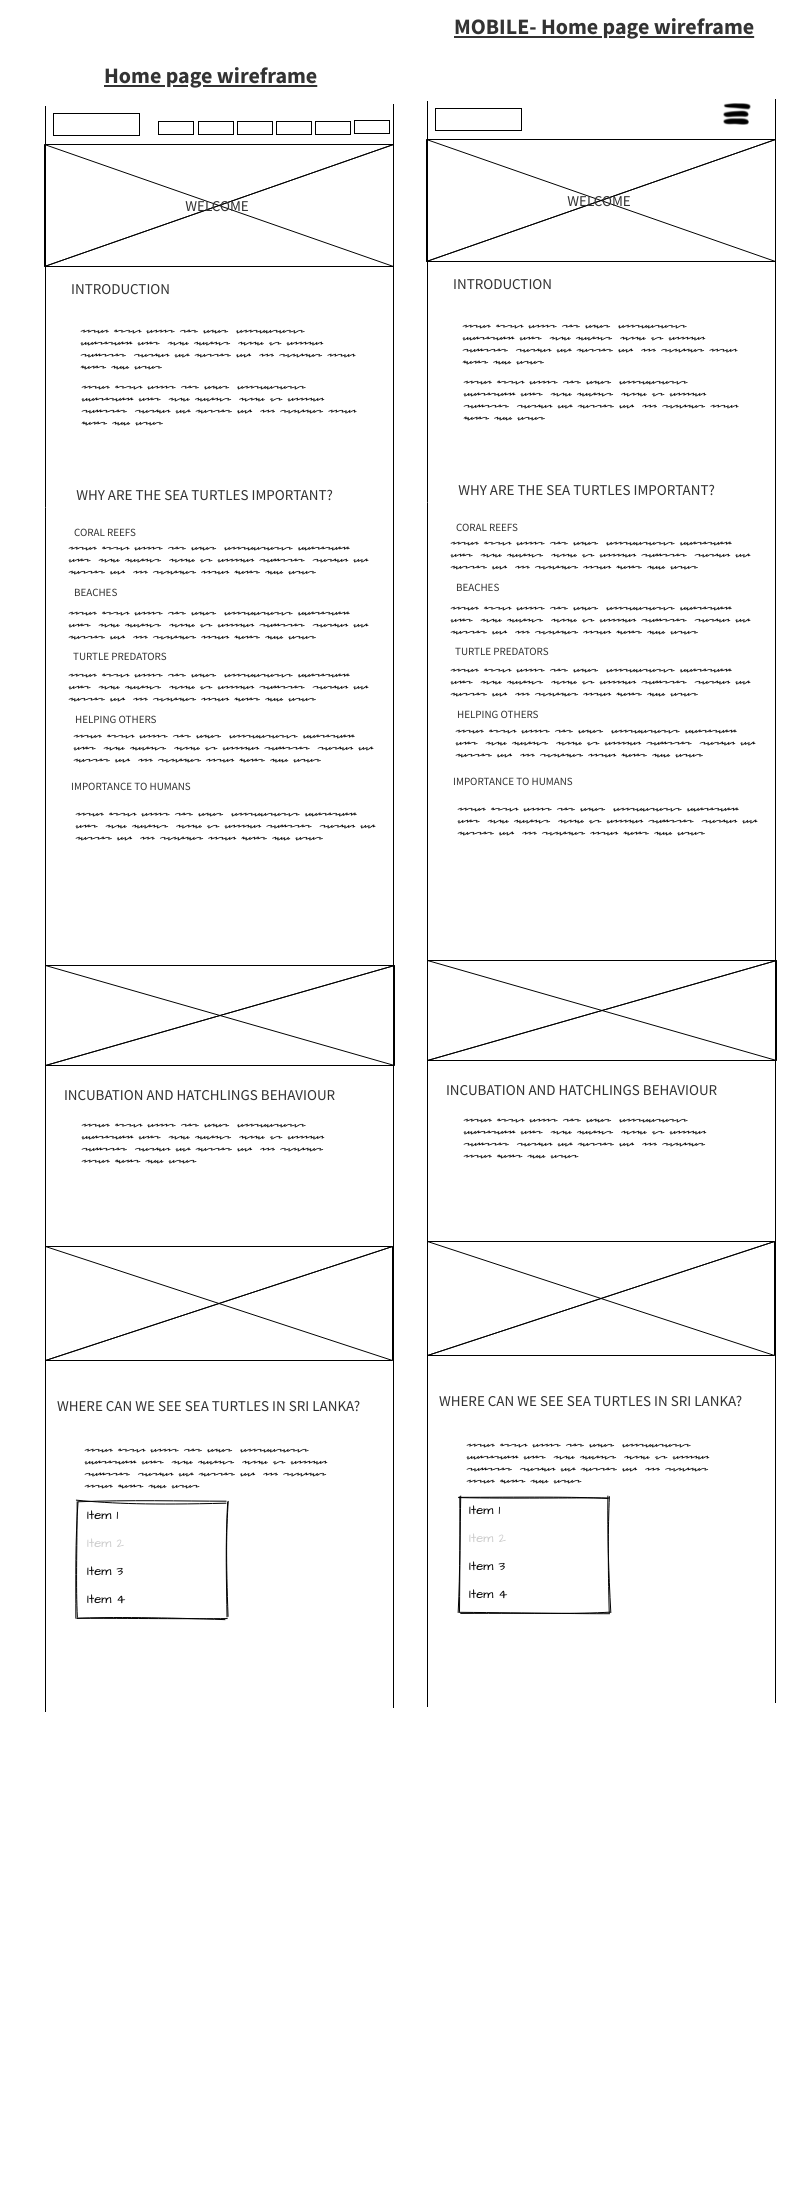 MOBILE- Home page wireframe
Home page wireframe
WELCOME
INTRODUCTION
WHY ARE THE SEA TURTLES IMPORTANT?
CORAL REEFS
BEACHES
TURTLE PREDATORS
HELPING OTHERS
IMPORTANCE TO HUMANS
INCUBATION AND HATCHLINGS BEHAVIOUR
WHERE CAN WE SEE SEA TURTLES IN SRI LANKA?
Item 1
Item 2
Item 3
Item 4
WELCOME
INTRODUCTION
WHY ARE THE SEA TURTLES IMPORTANT?
CORAL REEFS
BEACHES
TURTLE PREDATORS
HELPING OTHERS
IMPORTANCE TO HUMANS
INCUBATION AND HATCHLINGS BEHAVIOUR
WHERE CAN WE SEE SEA TURTLES IN SRI LANKA?
Item 1
Item 2
Item 3
Item 4